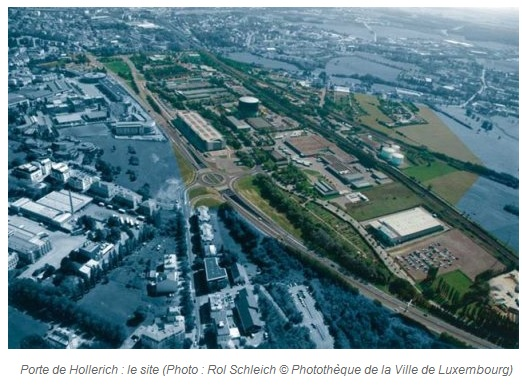 Porte de Hollerich : le site (Photo : Rol Schleich © Photothèque de la Ville de Luxembourg)